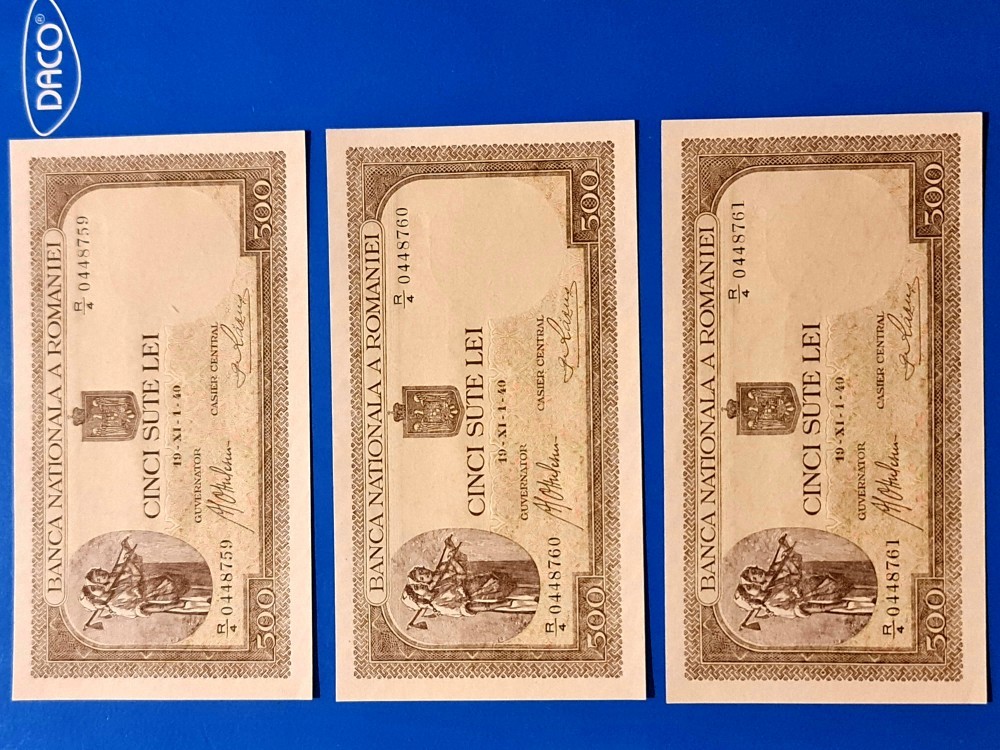 DACO®
BANCA NATIONALA A ROMANIEI
R/4 0448759
CINCI SUTE LEI
19-XI-1-40
GUVERNATOR
CASIER CENTRAL
R/4 0448759
500
500
BANCA NATIONALA A ROMANIEI
R/4 0448760
CINCI SUTE LEI
19-XI-1-40
GUVERNATOR
CASIER CENTRAL
R/4 0448760
500
500
BANCA NATIONALA A ROMANIEI
R/4 0448761
CINCI SUTE LEI
19-XI-1-40
GUVERNATOR
CASIER CENTRAL
R/4 0448761
500
500